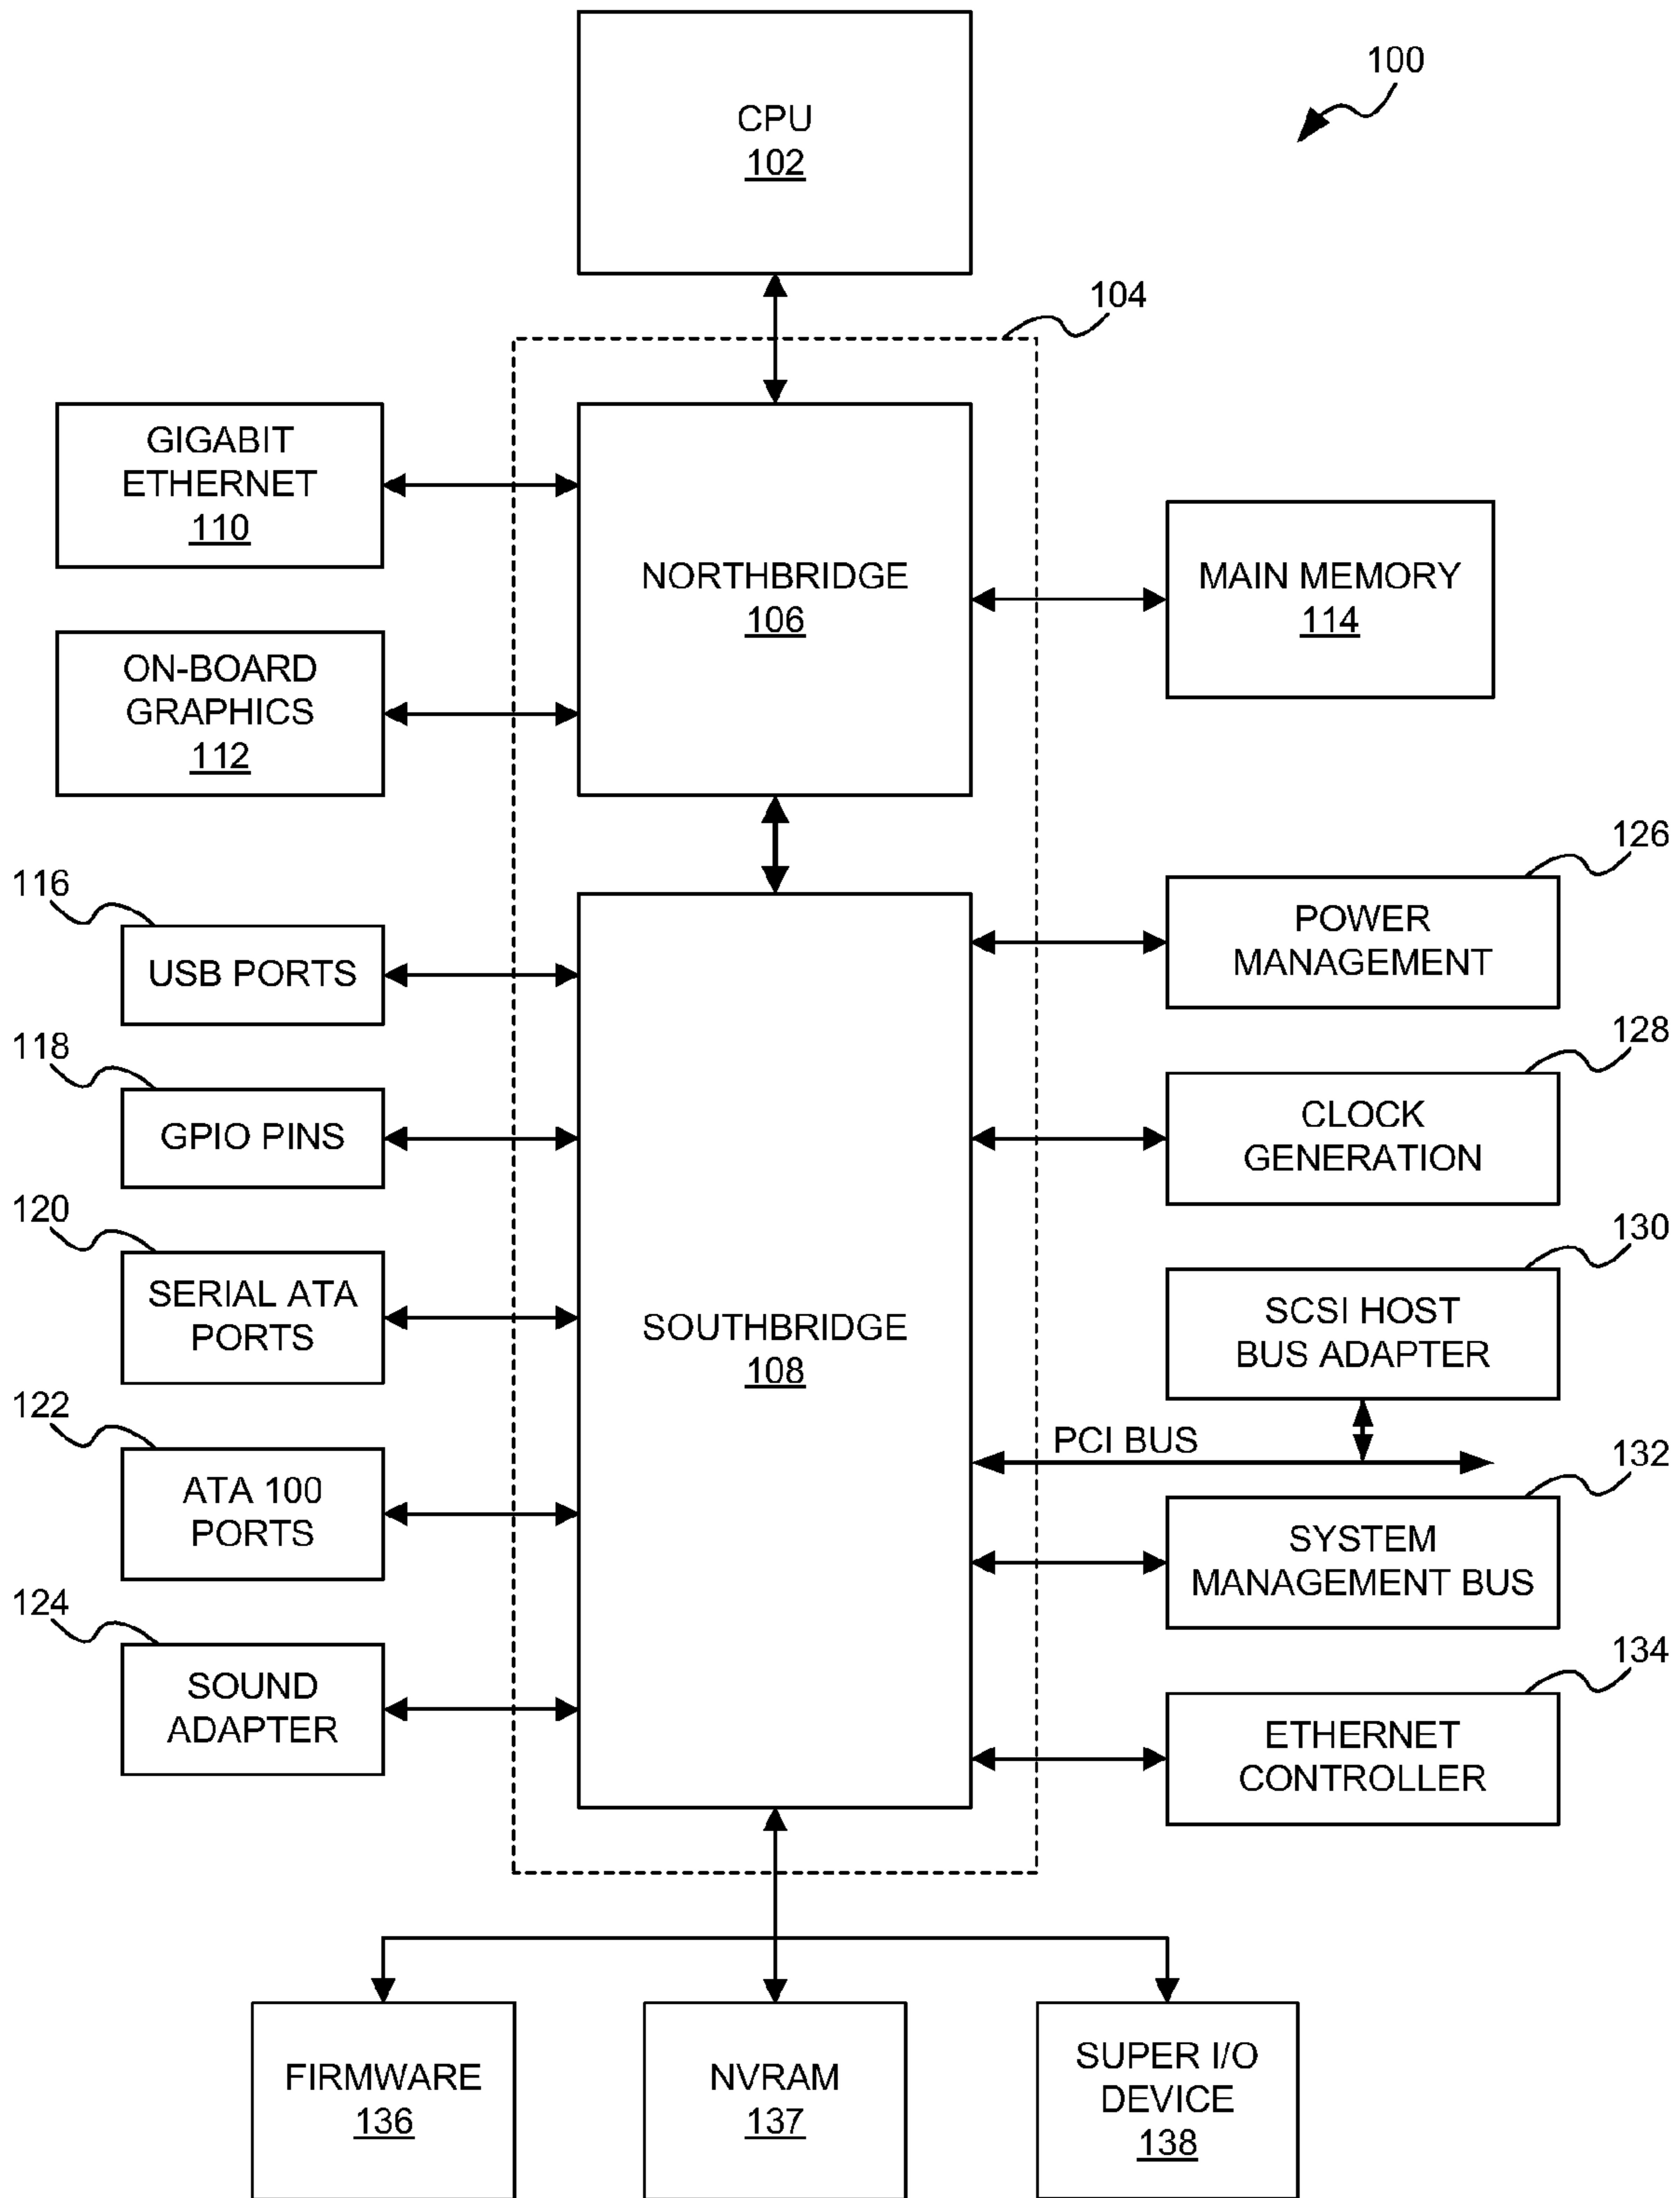 100
CPU
102
104
GIGABIT
ETHERNET
110
NORTHBRIDGE
106
MAIN MEMORY
114
ON-BOARD
GRAPHICS
112
116
USB PORTS
126
POWER
MANAGEMENT
118
GPIO PINS
128
CLOCK
GENERATION
120
SERIAL ATA
PORTS
SOUTHBRIDGE
108
130
SCSI HOST
BUS ADAPTER
PCI BUS
122
ATA 100
PORTS
132
SYSTEM
MANAGEMENT BUS
124
SOUND
ADAPTER
134
ETHERNET
CONTROLLER
FIRMWARE
136
NVRAM
137
SUPER I/O
DEVICE
138